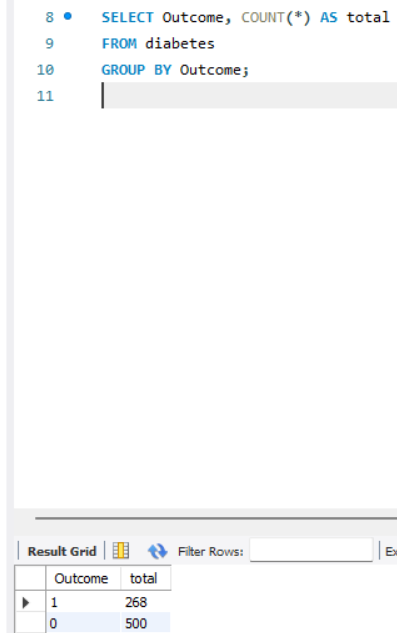 8 SELECT Outcome, COUNT(*) AS total
9 FROM diabetes
10 GROUP BY Outcome;
11
Result Grid Filter Rows: Ex
Outcome total
1 268
0 500